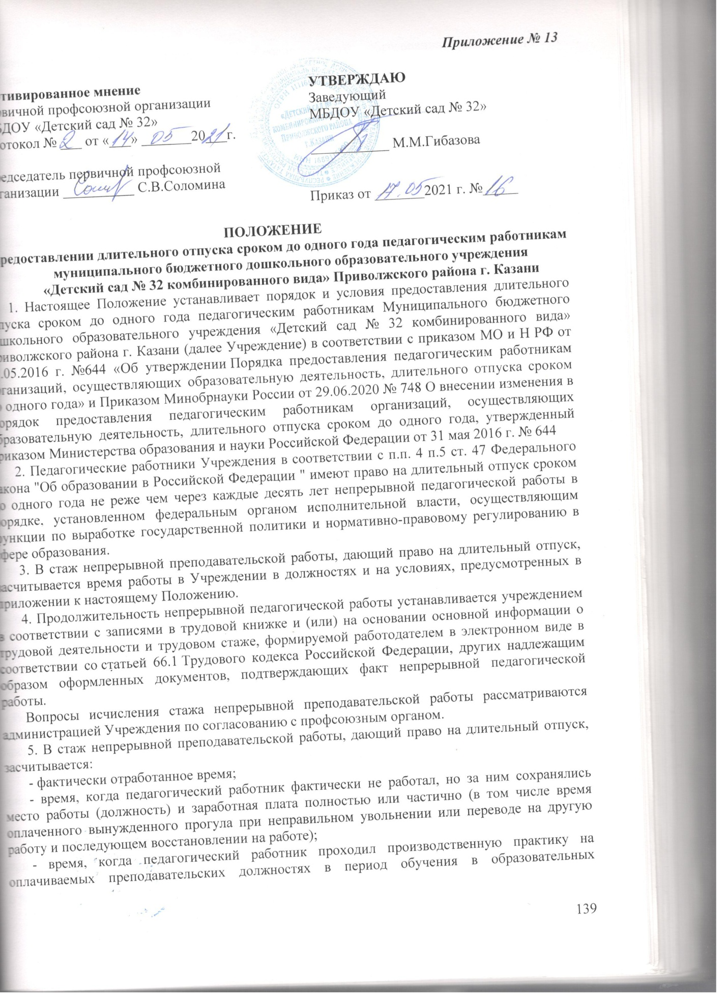 Приложение № 13
тивированное мнение
вичной профсоюзной организации
БДОУ «Детский сад № 32»
отокол № 2 от «14» 05 2021 г.
едседатель первичной профсоюзной
ганизации С.В.Соломина
УТВЕРЖДАЮ
Заведующий
МБДОУ «Детский сад № 32»
М.М.Гибазова
Приказ от 17.05 2021 г. № 16
ПОЛОЖЕНИЕ
редоставлении длительного отпуска сроком до одного года педагогическим работникам
муниципального бюджетного дошкольного образовательного учреждения
«Детский сад № 32 комбинированного вида» Приволжского района г. Казани
1. Настоящее Положение устанавливает порядок и условия предоставления длительного
пуска сроком до одного года педагогическим работникам Муниципального бюджетного
школьного образовательного учреждения «Детский сад № 32 комбинированного вида»
риволжского района г. Казани (далее Учреждение) в соответствии с приказом МО и Н РФ от
.05.2016 г. №644 «Об утверждении Порядка предоставления педагогическим работникам
ганизаций, осуществляющих образовательную деятельность, длительного отпуска сроком
о одного года» и Приказом Минобрнауки России от 29.06.2020 № 748 О внесении изменения в
орядок предоставления педагогическим работникам организаций, осуществляющих
бразовательную деятельность, длительного отпуска сроком до одного года, утвержденный
риказом Министерства образования и науки Российской Федерации от 31 мая 2016 г. № 644
2. Педагогические работники Учреждения в соответствии с п.п. 4 п.5 ст. 47 Федерального
акона "Об образовании в Российской Федерации " имеют право на длительный отпуск сроком
о одного года не реже чем через каждые десять лет непрерывной педагогической работы в
орядке, установленном федеральным органом исполнительной власти, осуществляющим
функции по выработке государственной политики и нормативно-правовому регулированию в
сфере образования.
3. В стаж непрерывной преподавательской работы, дающий право на длительный отпуск,
засчитывается время работы в Учреждении в должностях и на условиях, предусмотренных в
приложении к настоящему Положению.
4. Продолжительность непрерывной педагогической работы устанавливается учреждением
в соответствии с записями в трудовой книжке и (или) на основании основной информации о
трудовой деятельности и трудовом стаже, формируемой работодателем в электронном виде в
соответствии со статьей 66.1 Трудового кодекса Российской Федерации, других надлежащим
образом оформленных документов, подтверждающих факт непрерывной педагогической
работы.
Вопросы исчисления стажа непрерывной преподавательской работы рассматриваются
администрацией Учреждения по согласованию с профсоюзным органом.
5. В стаж непрерывной преподавательской работы, дающий право на длительный отпуск,
засчитывается:
- фактически отработанное время;
- время, когда педагогический работник фактически не работал, но за ним сохранялись
место работы (должность) и заработная плата полностью или частично (в том числе время
оплаченного вынужденного прогула при неправильном увольнении или переводе на другую
работу и последующем восстановлении на работе);
- время, когда педагогический работник проходил производственную практику на
оплачиваемых преподавательских должностях в период обучения в образовательных
139